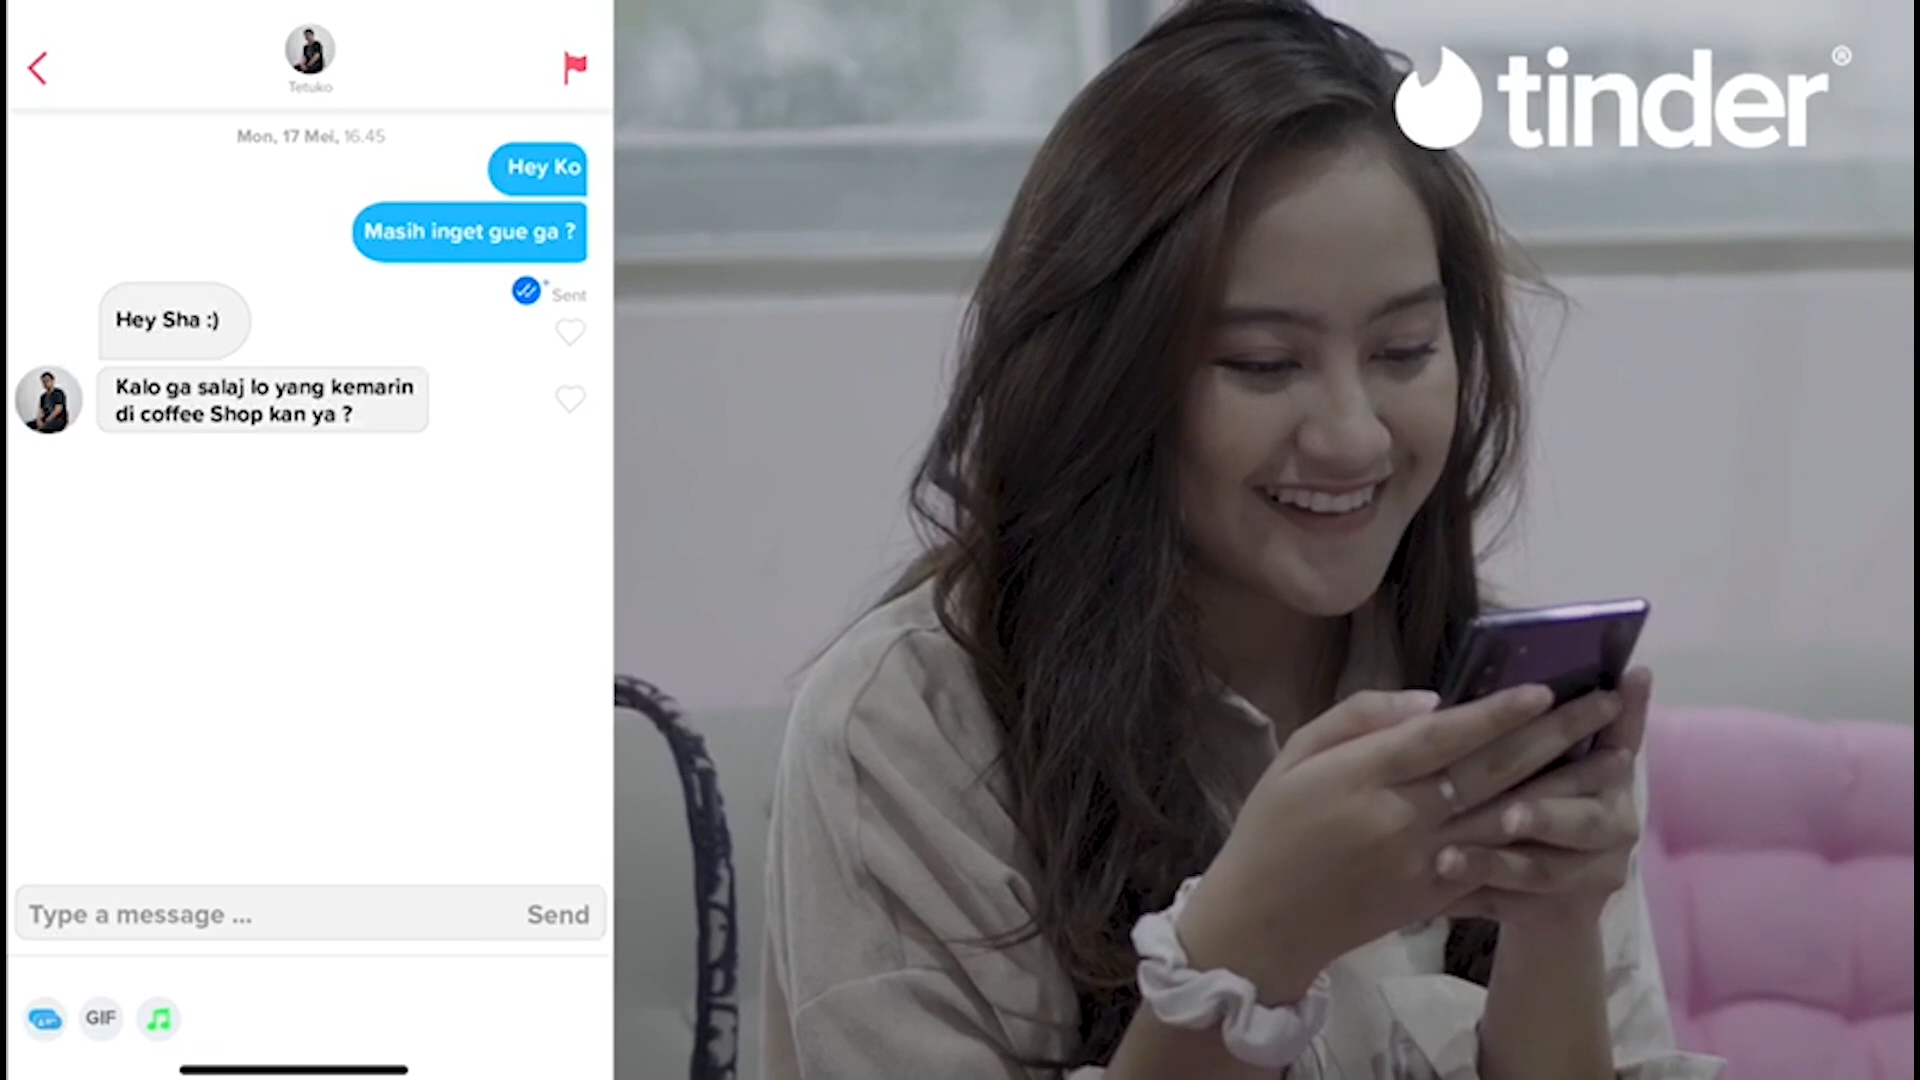 Tetuko
Mon, 17 Mei, 16.45
Hey Ko
Masih inget gue ga ?
Sent
Hey Sha :)
Kalo ga salaj lo yang kemarin
di coffee Shop kan ya ?
Type a message ...
Send
GIF
tinder®